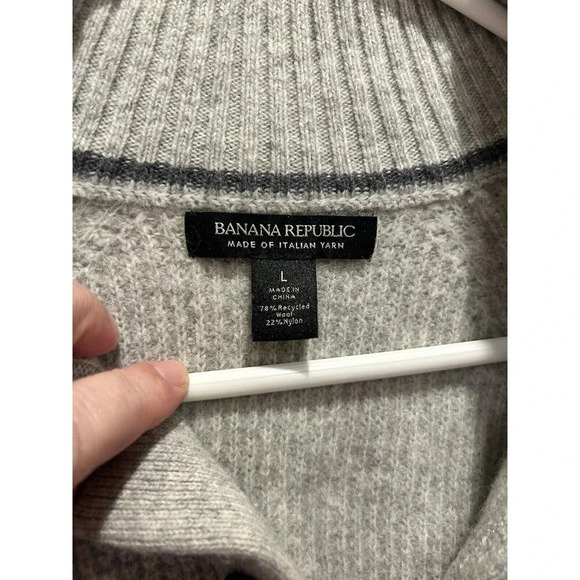 BANANA REPUBLIC
MADE OF ITALIAN YARN
L
MADE IN
CHINA
78%Recycled
Wool
22%Nylon